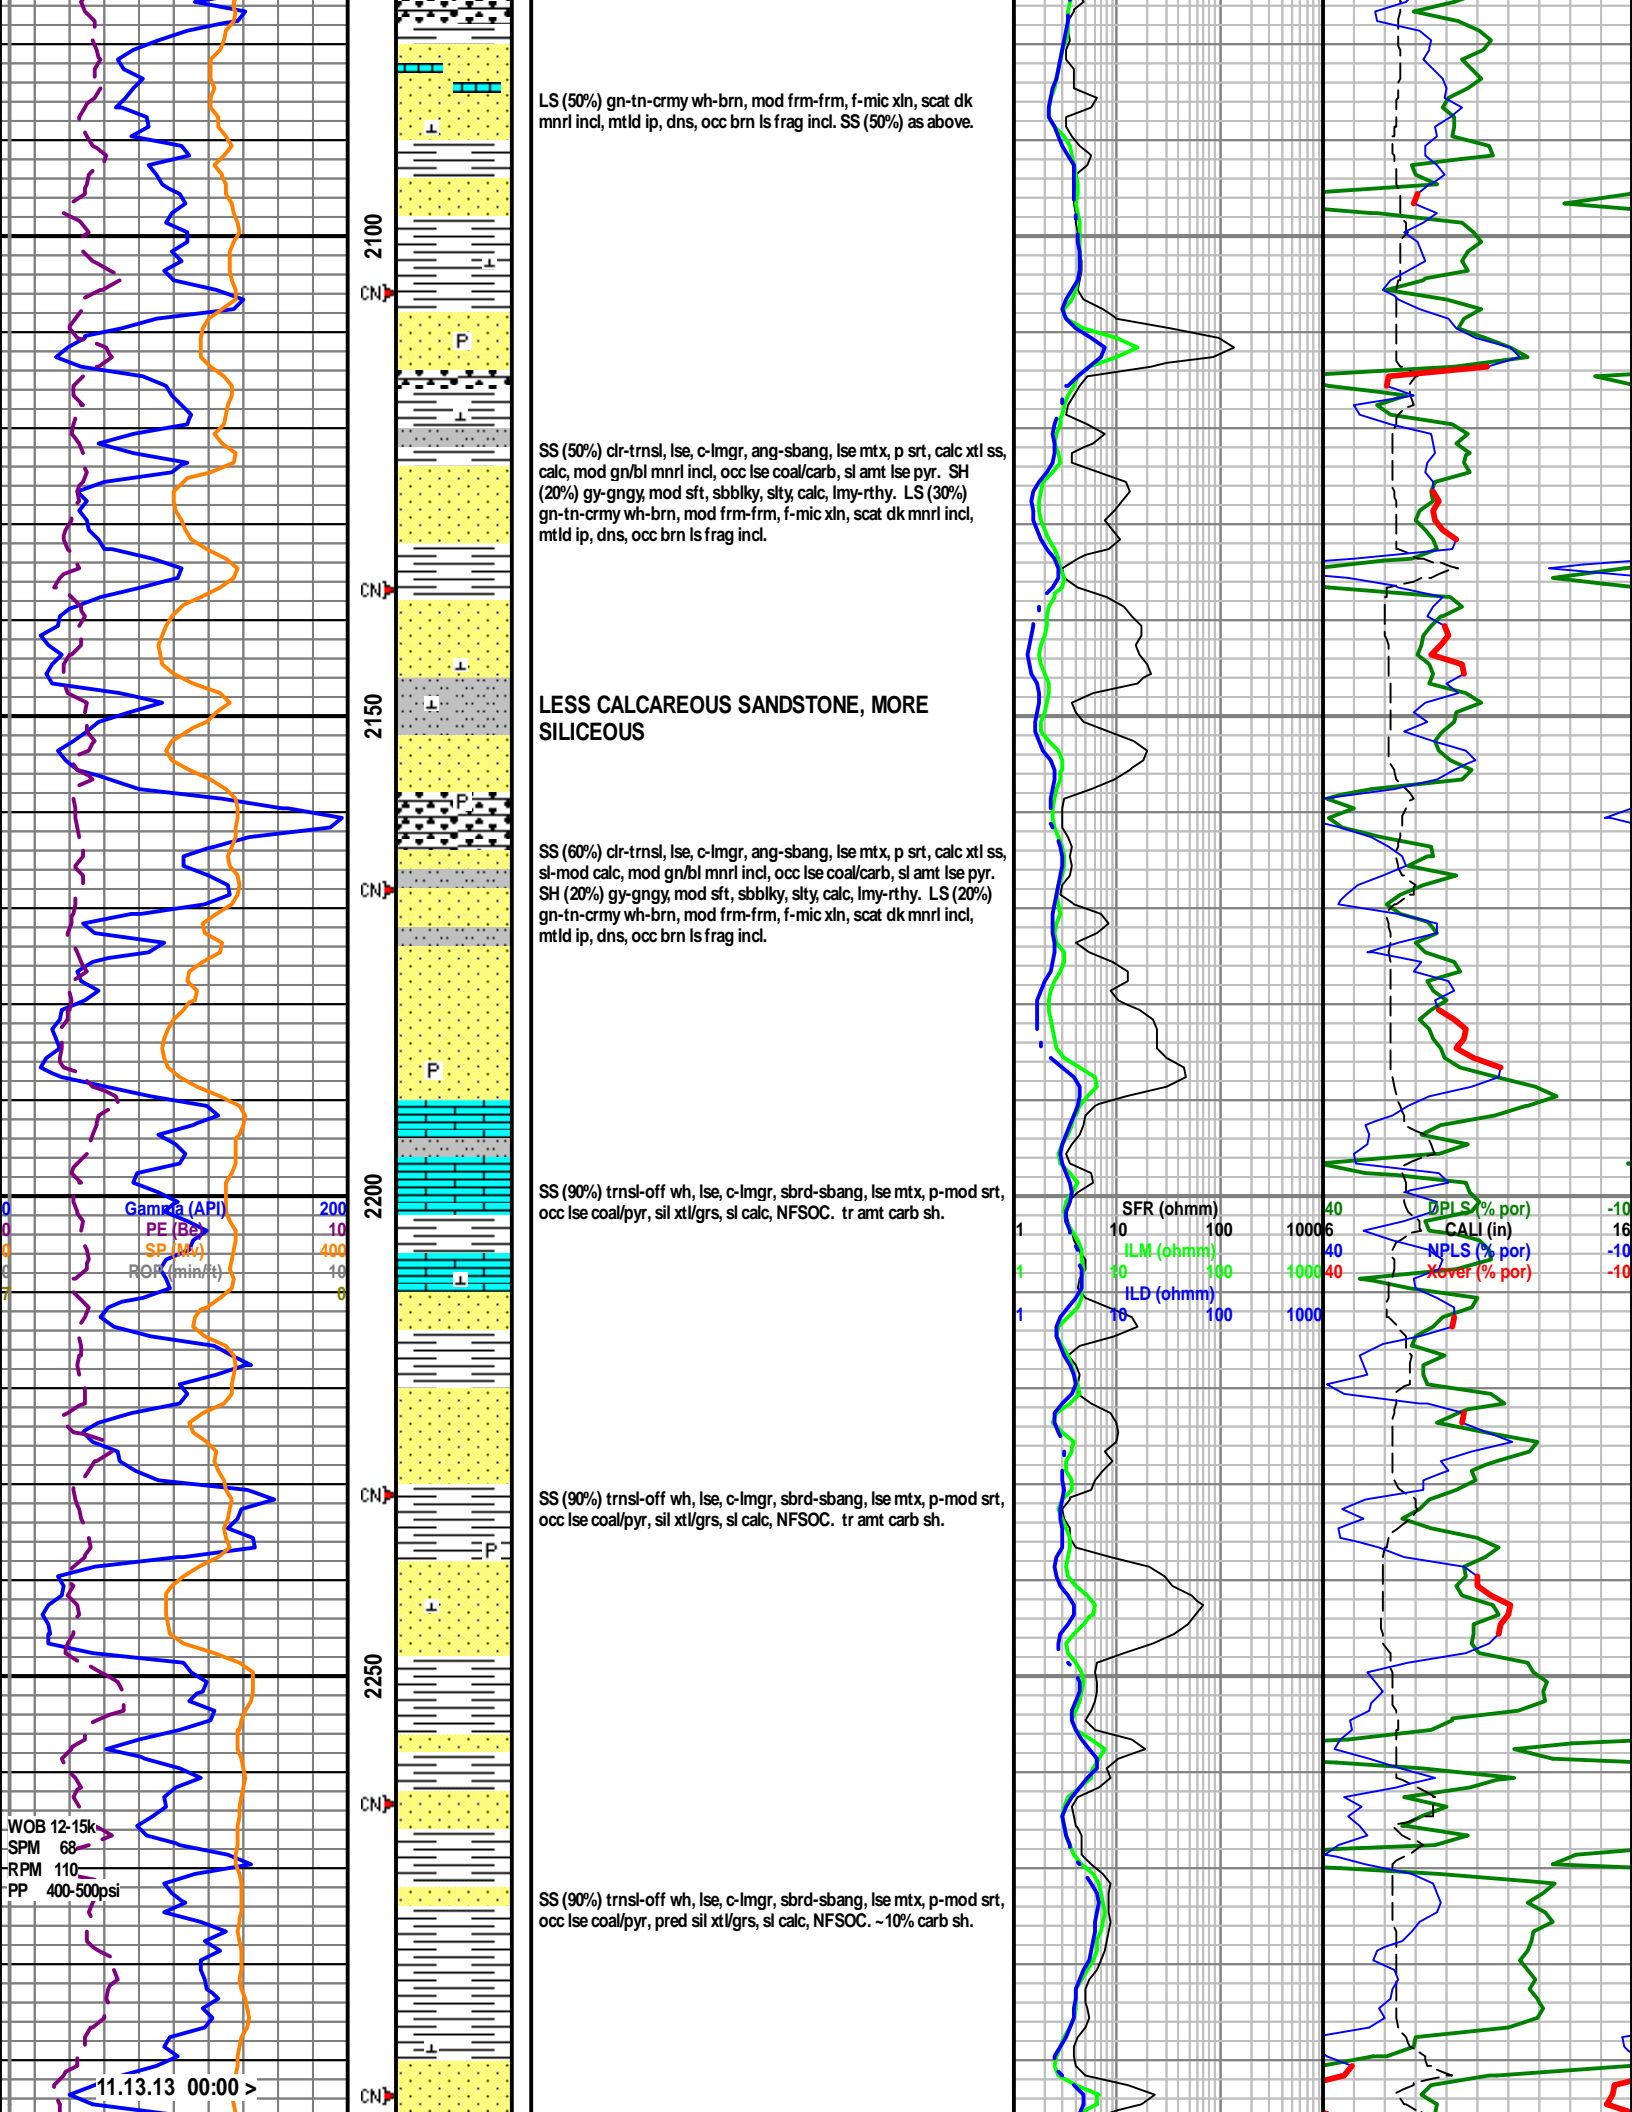 LS (50%) gn-tn-crmy wh-brn, mod frm-frm, f-mic xln, scat dk
mnrl incl, mtld ip, dns, occ brn ls frag incl. SS (50%) as above.
2100
CN
P
SS (50%) clr-trnsl, lse, c-lmgr, ang-sbang, lse mtx, p srt, calc xtl ss,
calc, mod gn/bl mnrl incl, occ lse coal/carb, sl amt lse pyr. SH
(20%) gy-gngy, mod sft, sbblky, slty, calc, lmy-rthy. LS (30%)
gn-tn-crmy wh-brn, mod frm-frm, f-mic xln, scat dk mnrl incl,
mtld ip, dns, occ brn ls frag incl.
CN
2150
LESS CALCAREOUS SANDSTONE, MORE
SILICEOUS
P
SS (60%) clr-trnsl, lse, c-lmgr, ang-sbang, lse mtx, p srt, calc xtl ss,
sl-mod calc, mod gn/bl mnrl incl, occ lse coal/carb, sl amt lse pyr.
SH (20%) gy-gngy, mod sft, sbblky, slty, calc, lmy-rthy. LS (20%)
gn-tn-crmy wh-brn, mod frm-frm, f-mic xln, scat dk mnrl incl,
mtld ip, dns, occ brn ls frag incl.
CN
P
2200
SS (90%) trnsl-off wh, lse, c-lmgr, sbrd-sbang, lse mtx, p-mod srt,
occ lse coal/pyr, sil xtl/grs, sl calc, NFSOC. tr amt carb sh.
0 Gamma (API) 200
0 PE (Be) 10
0 SP (Mv) 400
0 ROP (min/ft) 10
7 0
SFR (ohmm)
1 10 100 1000
ILM (ohmm)
1 10 100 1000
ILD (ohmm)
1 10 100 1000
40 DPLS (% por) -10
6 CALI (in) 16
40 NPLS (% por) -10
40 Xover (% por) -10
CN
SS (90%) trnsl-off wh, lse, c-lmgr, sbrd-sbang, lse mtx, p-mod srt,
occ lse coal/pyr, sil xtl/grs, sl calc, NFSOC. tr amt carb sh.
P
2250
CN
WOB 12-15k
SPM 68
RPM 110
PP 400-500psi
SS (90%) trnsl-off wh, lse, c-lmgr, sbrd-sbang, lse mtx, p-mod srt,
occ lse coal/pyr, pred sil xtl/grs, sl calc, NFSOC. ~10% carb sh.
11.13.13 00:00 >
CN